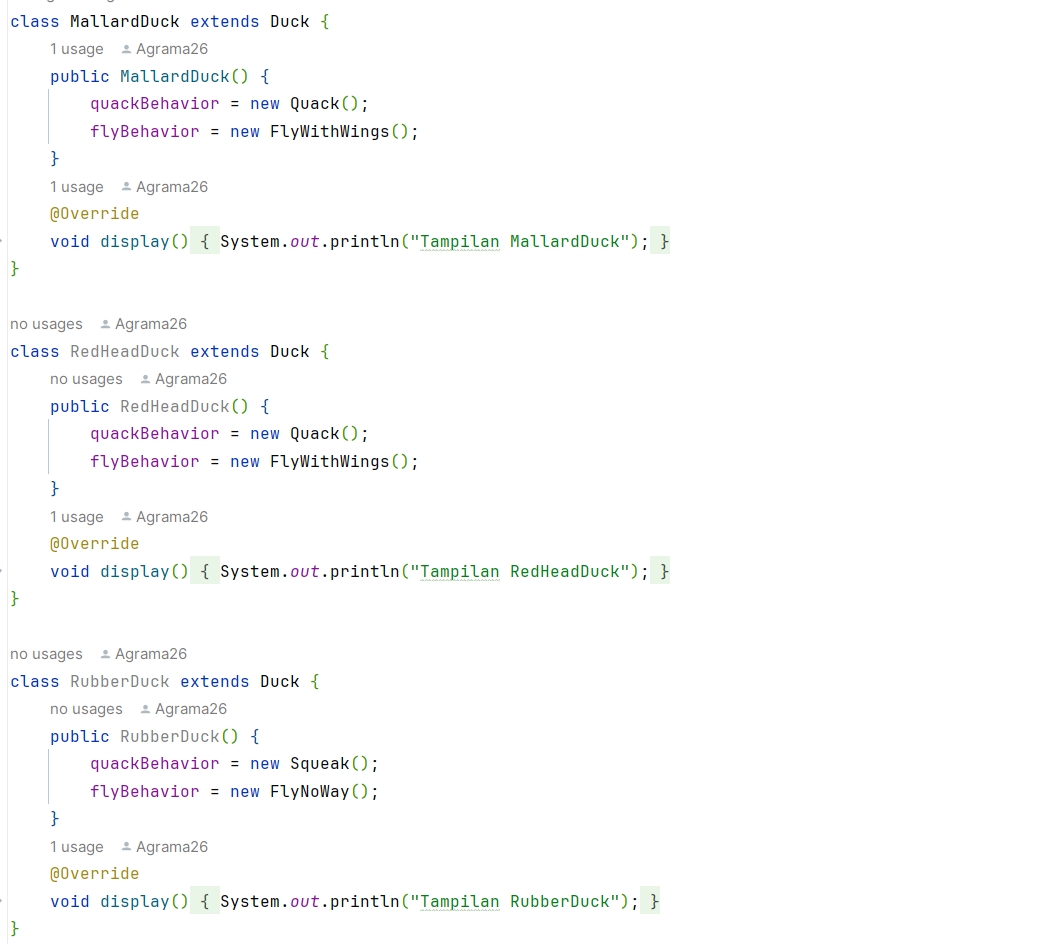 class MallardDuck extends Duck {
1 usage Agrama26
public MallardDuck() {
quackBehavior = new Quack();
flyBehavior = new FlyWithWings();
}
1 usage Agrama26
@Override
void display() { System.out.println("Tampilan MallardDuck"); }
}
no usages Agrama26
class RedHeadDuck extends Duck {
no usages Agrama26
public RedHeadDuck() {
quackBehavior = new Quack();
flyBehavior = new FlyWithWings();
}
1 usage Agrama26
@Override
void display() { System.out.println("Tampilan RedHeadDuck"); }
}
no usages Agrama26
class RubberDuck extends Duck {
no usages Agrama26
public RubberDuck() {
quackBehavior = new Squeak();
flyBehavior = new FlyNoWay();
}
1 usage Agrama26
@Override
void display() { System.out.println("Tampilan RubberDuck"); }
}